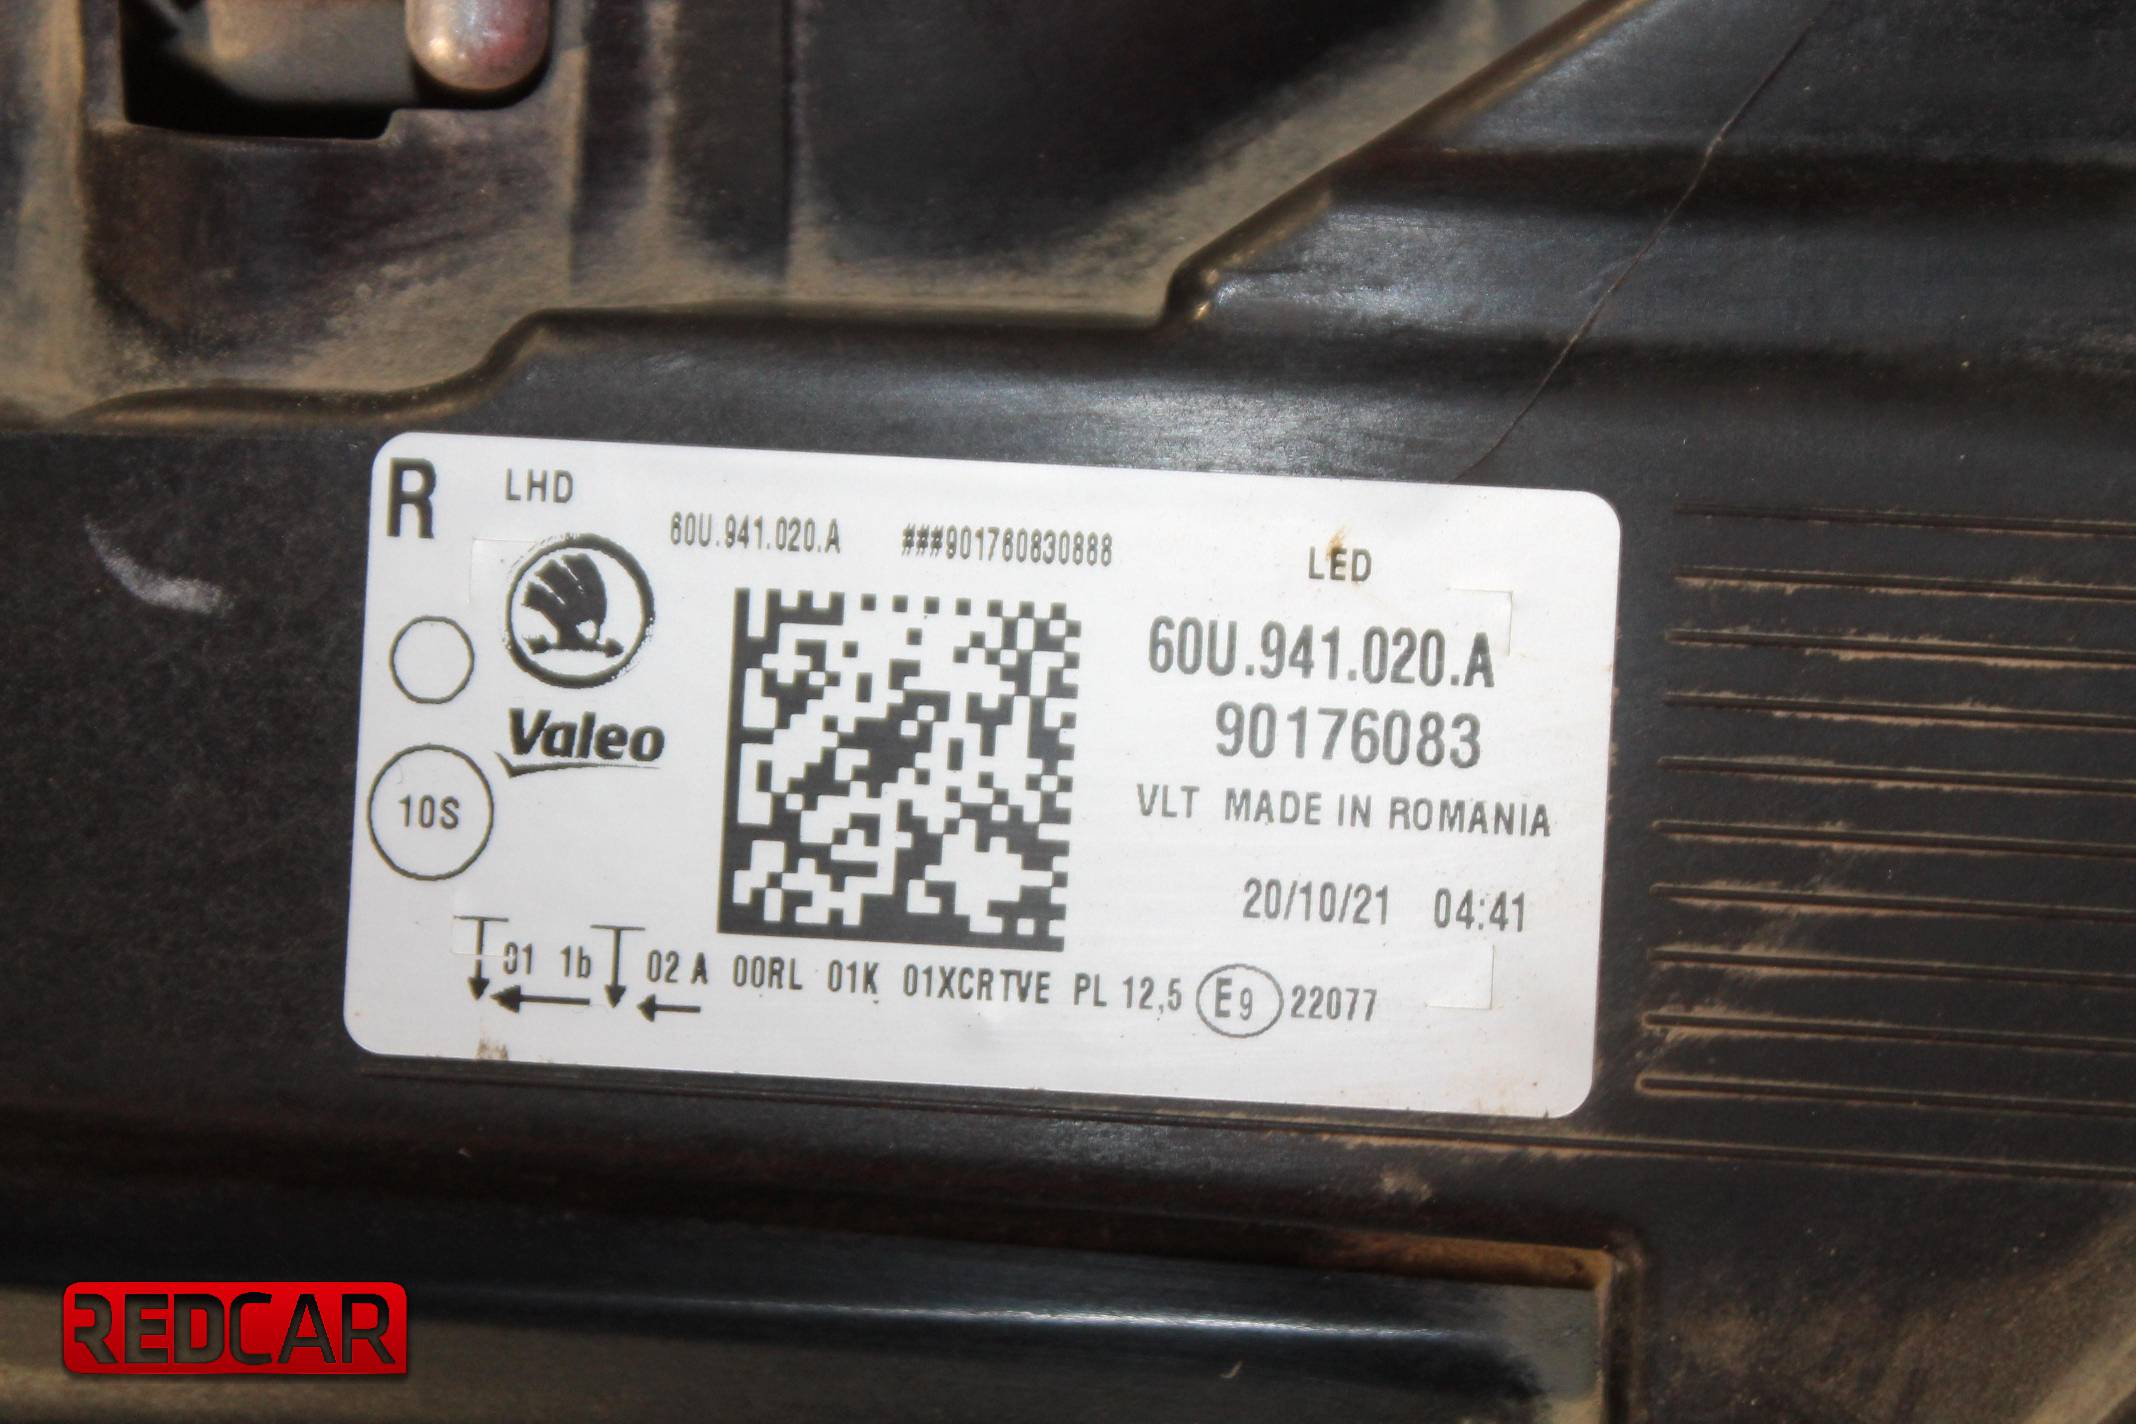 R LHD
60U.941.020.A ###901760830888 LED
60U.941.020.A
Valeo
90176083
10S
VLT MADE IN ROMANIA
20/10/21 04:41
01 1b 02 A 00RL 01K 01XCRTVE PL 12,5 E9 22077
REDCAR